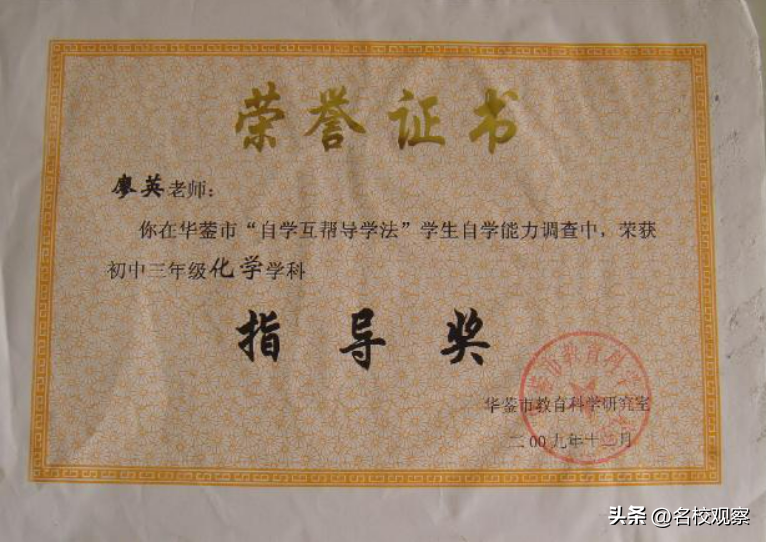 荣誉证书
廖英老师：
你在华蓥市“自学互帮导学法”学生自学能力调查中，荣获
初中三年级化学学科
指导奖
华蓥市教育科学研究室
二00九年十二月
头条 @名校观察